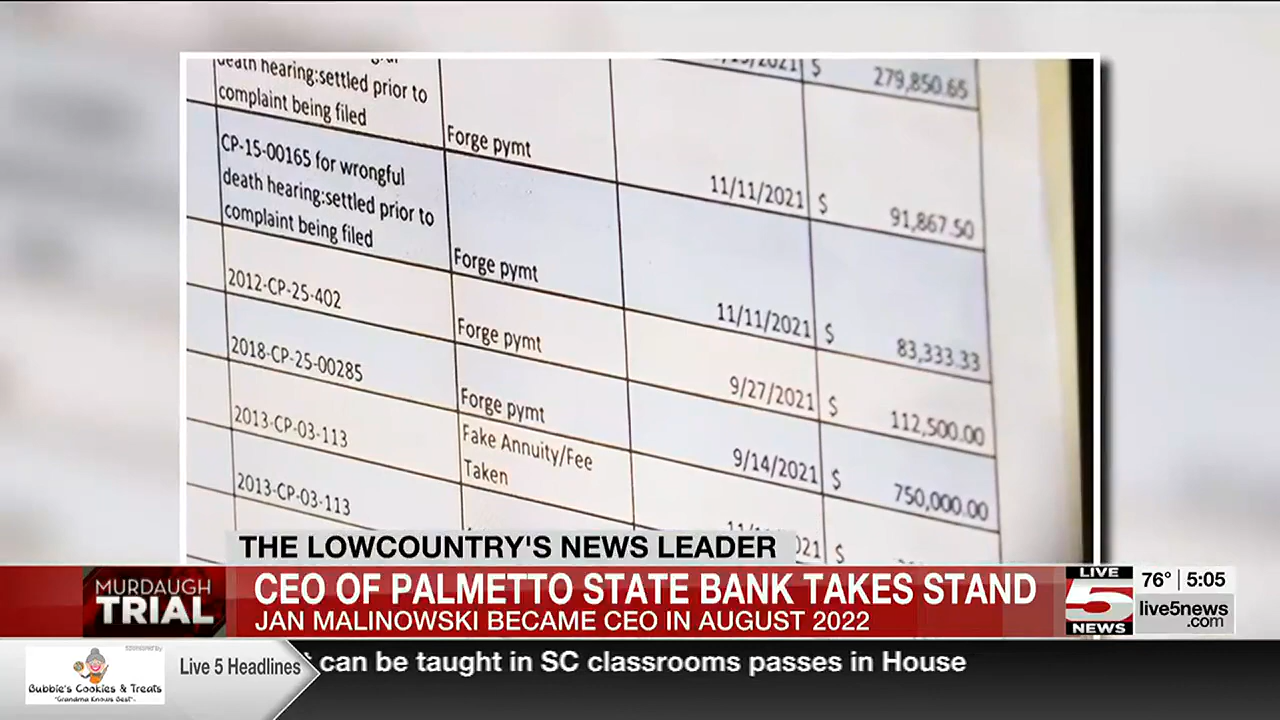 death hearing:settled prior to
complaint being filed
Forge pymt
$
279,850.65
CP-15-00165 for wrongful
death hearing:settled prior to
complaint being filed
Forge pymt
11/11/2021
$
91,867.50
2012-CP-25-402
Forge pymt
11/11/2021
$
83,333.33
2018-CP-25-00285
Forge pymt
9/27/2021
$
112,500.00
2013-CP-03-113
Fake Annuity/Fee
Taken
9/14/2021
$
750,000.00
2013-CP-03-113
$
THE LOWCOUNTRY'S NEWS LEADER
MURDAUGH
TRIAL
CEO OF PALMETTO STATE BANK TAKES STAND
JAN MALINOWSKI BECAME CEO IN AUGUST 2022
LIVE
5
NEWS
76° | 5:05
live5news
.com
Sponsored by
Bubbie's Cookies & Treats
"Grandma Knows Best"
Live 5 Headlines
can be taught in SC classrooms passes in House